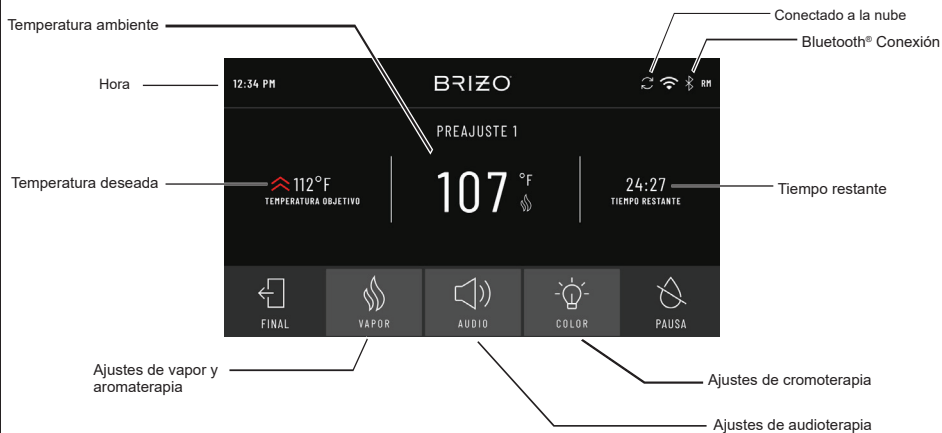 Temperatura ambiente
Conectado a la nube
Bluetooth® Conexión
Hora
12:34 PM
BRIZO
RM
PREAJUSTE 1
Temperatura deseada
112°F
TEMPERATURA OBJETIVO
107 °F
24:27
TIEMPO RESTANTE
Tiempo restante
FINAL
VAPOR
AUDIO
COLOR
PAUSA
Ajustes de vapor y
aromaterapia
Ajustes de cromoterapia
Ajustes de audioterapia